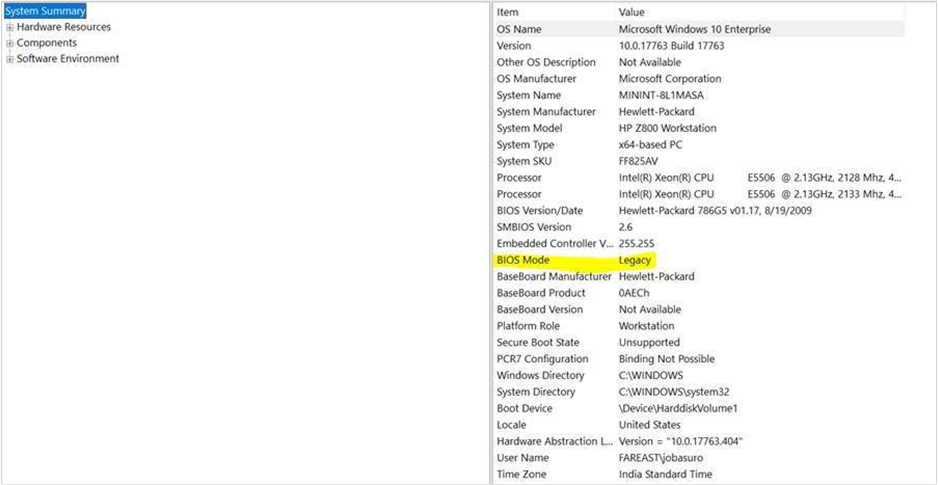 System Summary
Hardware Resources
Components
Software Environment
Item Value
OS Name Microsoft Windows 10 Enterprise
Version 10.0.17763 Build 17763
Other OS Description Not Available
OS Manufacturer Microsoft Corporation
System Name MININT-8L1MASA
System Manufacturer Hewlett-Packard
System Model HP Z800 Workstation
System Type x64-based PC
System SKU FF825AV
Processor Intel(R) Xeon(R) CPU E5506 @ 2.13GHz, 2128 Mhz, 4...
Processor Intel(R) Xeon(R) CPU E5506 @ 2.13GHz, 2133 Mhz, 4...
BIOS Version/Date Hewlett-Packard 786G5 v01.17, 8/19/2009
SMBIOS Version 2.6
Embedded Controller V... 255.255
BIOS Mode Legacy
BaseBoard Manufacturer Hewlett-Packard
BaseBoard Product 0AECh
BaseBoard Version Not Available
Platform Role Workstation
Secure Boot State Unsupported
PCR7 Configuration Binding Not Possible
Windows Directory C:\WINDOWS
System Directory C:\WINDOWS\system32
Boot Device \Device\HarddiskVolume1
Locale United States
Hardware Abstraction L... Version = "10.0.17763.404"
User Name FAREAST\jobasuro
Time Zone India Standard Time